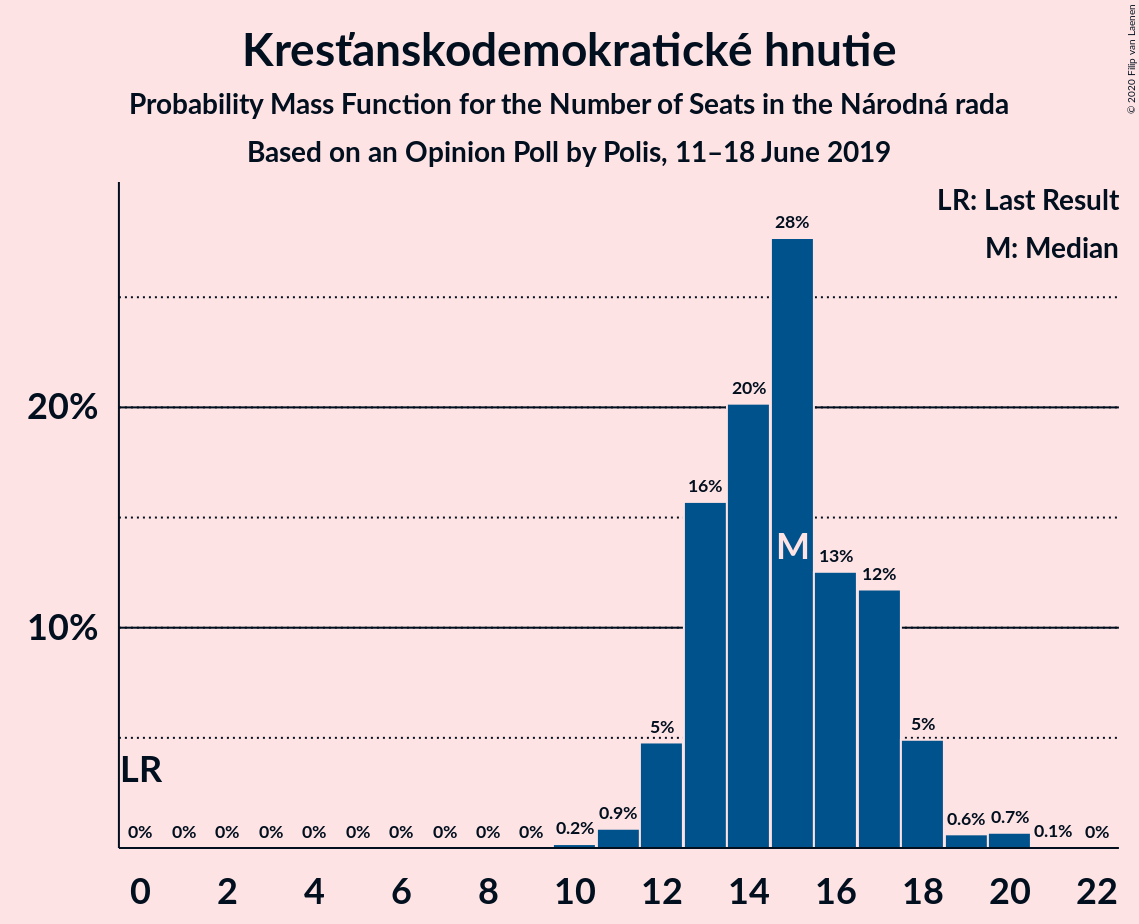 Kresťanskodemokratické hnutie
Probability Mass Function for the Number of Seats in the Národná rada
Based on an Opinion Poll by Polis, 11–18 June 2019
© 2020 Filip van Laenen
LR: Last Result
M: Median
28%
20%
20%
16%
M
13%
12%
10%
5%
5%
LR
0% 0% 0% 0% 0% 0% 0% 0% 0% 0% 0.2% 0.9% 0.6% 0.7% 0.1% 0%
0 2 4 6 8 10 12 14 16 18 20 22